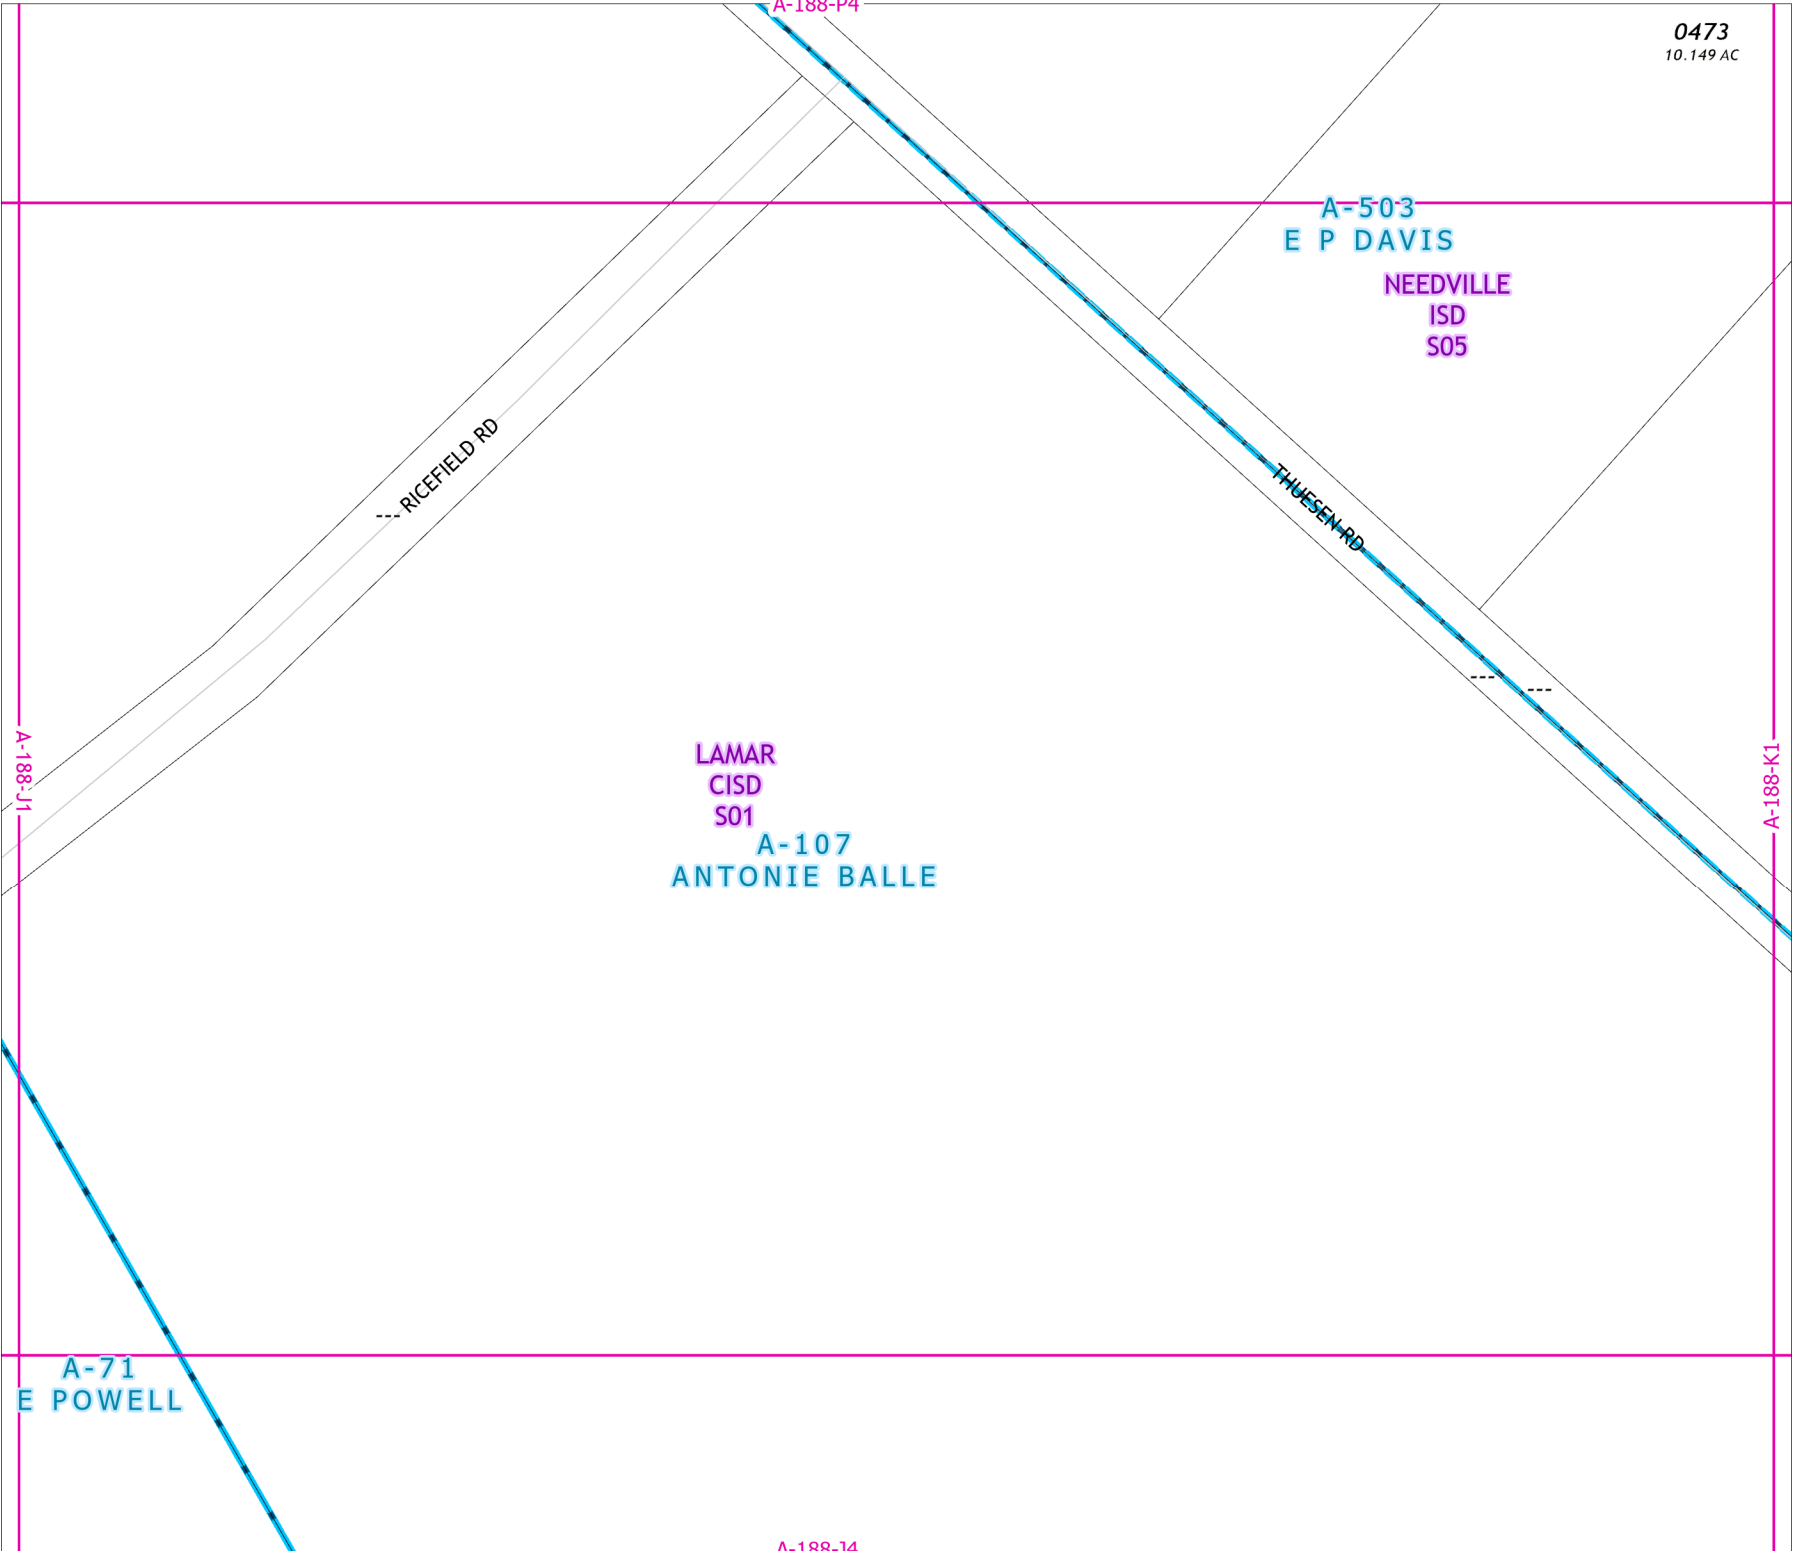 A-188-P4
0473
10.149 AC
A-503
E P DAVIS
NEEDVILLE
ISD
S05
--- RICEFIELD RD
THUESEN RD
---
---
A-188-J1
LAMAR
CISD
S01
A-188-K1
A-107
ANTONIE BALLE
A-71
E POWELL
A-188-J4